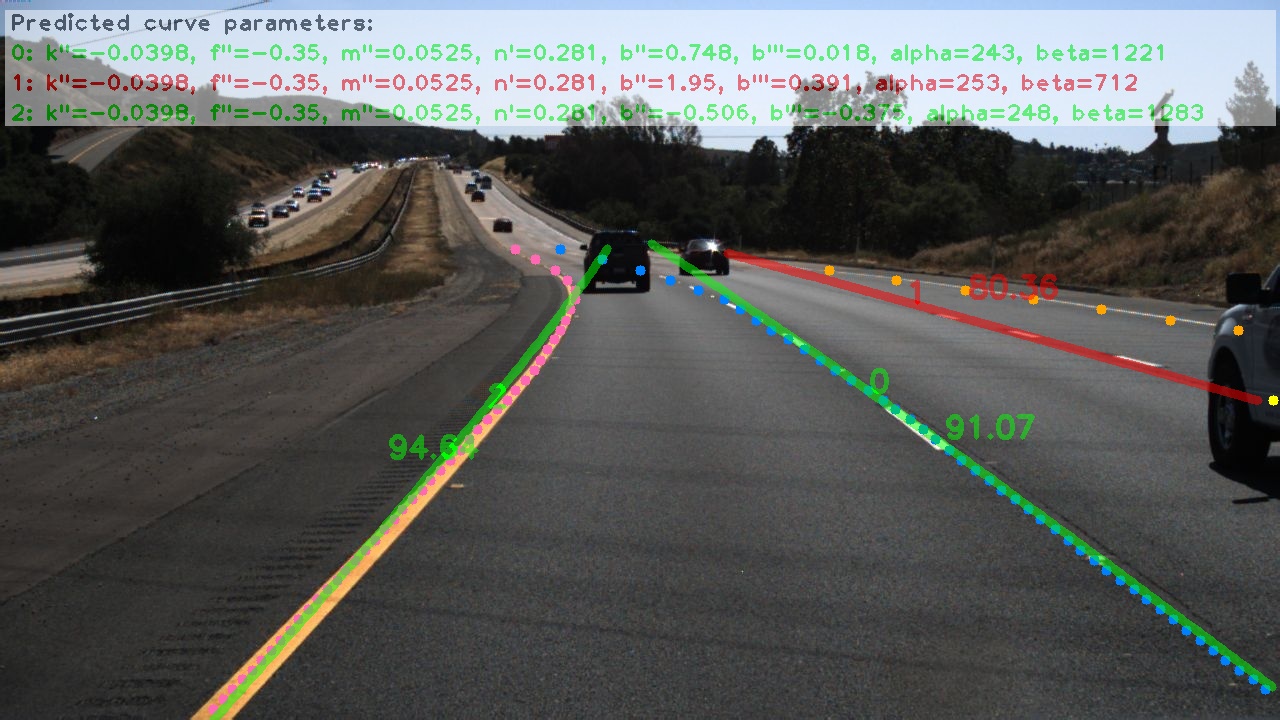 Predicted curve parameters:
0: k''=-0.0398, f''=-0.35, m''=0.0525, n'=0.281, b''=0.748, b'''=0.018, alpha=243, beta=1221
1: k''=-0.0398, f''=-0.35, m''=0.0525, n'=0.281, b''=1.95, b'''=0.391, alpha=253, beta=712
2: k''=-0.0398, f''=-0.35, m''=0.0525, n'=0.281, b''=-0.506, b'''=-0.375, alpha=248, beta=1283
1 80.36
2 0
94.64 91.07